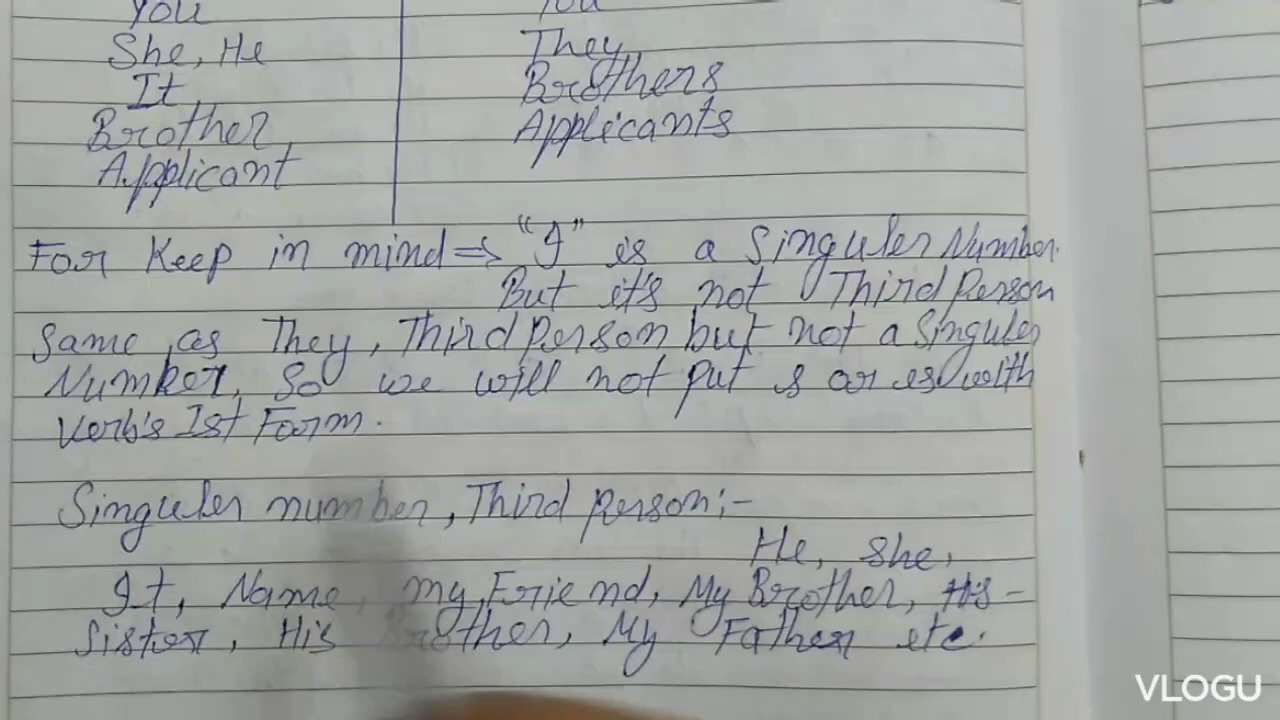 You You
She, He They,
It Brothers
Brother, Applicants
Applicant
For Keep in mind ⇒ "I" is a Singuler Number.
But it's not Third Person
Same as They, Third Person but not a Singuler
Number, So we will not put s or es with
Verb's Ist Form.
Singuler number, Third person:-
He, She,
It, Name, my Friend, My Brother, His-
Sister, His Brother, My Father etc.
VLOGU